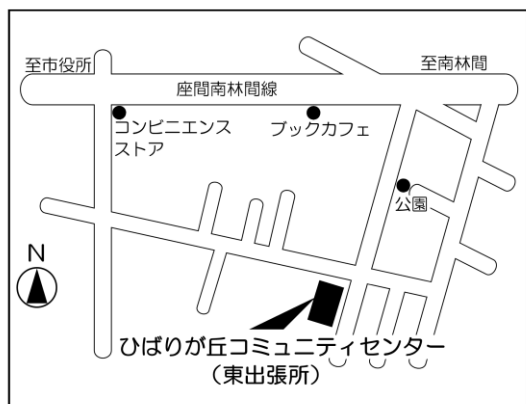 至市役所
至南林間
座間南林間線
コンビニエンス
ストア
ブックカフェ
公園
N
ひばりが丘コミュニティセンター
（東出張所）